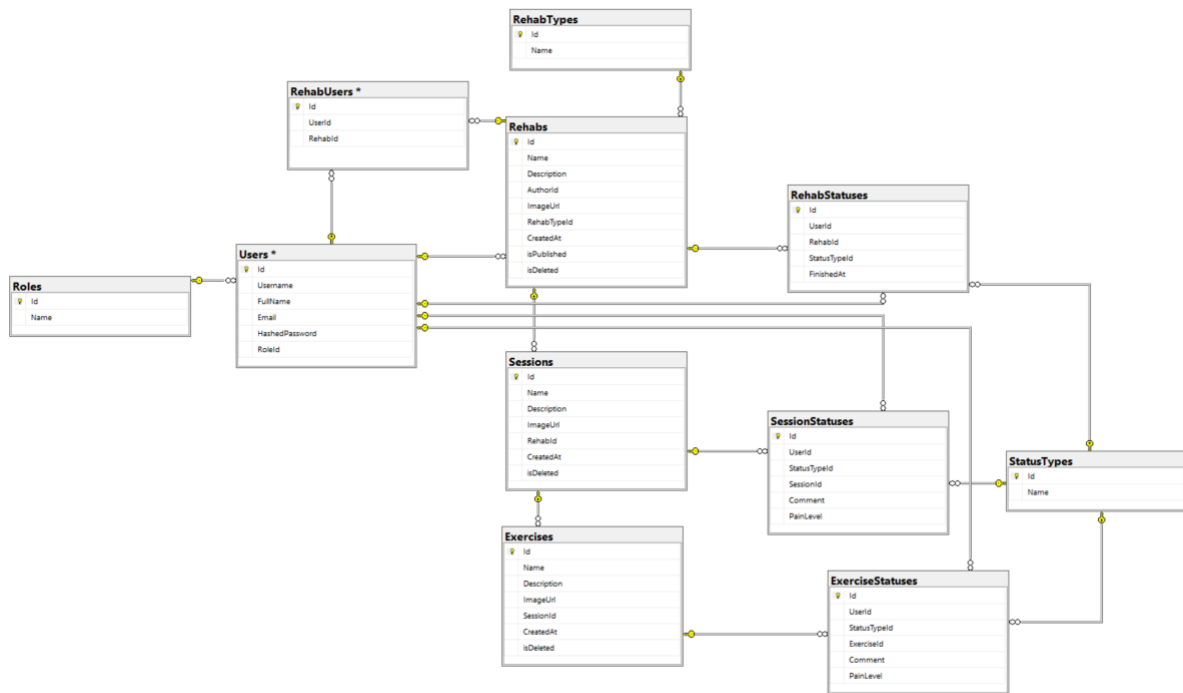 RehabTypes
Id
Name
RehabUsers *
Id
UserId
RehabId
Rehabs
Id
Name
Description
AuthorId
ImageUrl
RehabTypeId
CreatedAt
isPublished
isDeleted
RehabStatuses
Id
UserId
RehabId
StatusTypeId
FinishedAt
Users *
Id
Username
FullName
Email
HashedPassword
RoleId
Roles
Id
Name
Sessions
Id
Name
Description
ImageUrl
RehabId
CreatedAt
isDeleted
SessionStatuses
Id
UserId
StatusTypeId
SessionId
Comment
PainLevel
StatusTypes
Id
Name
Exercises
Id
Name
Description
ImageUrl
SessionId
CreatedAt
isDeleted
ExerciseStatuses
Id
UserId
StatusTypeId
ExerciseId
Comment
PainLevel